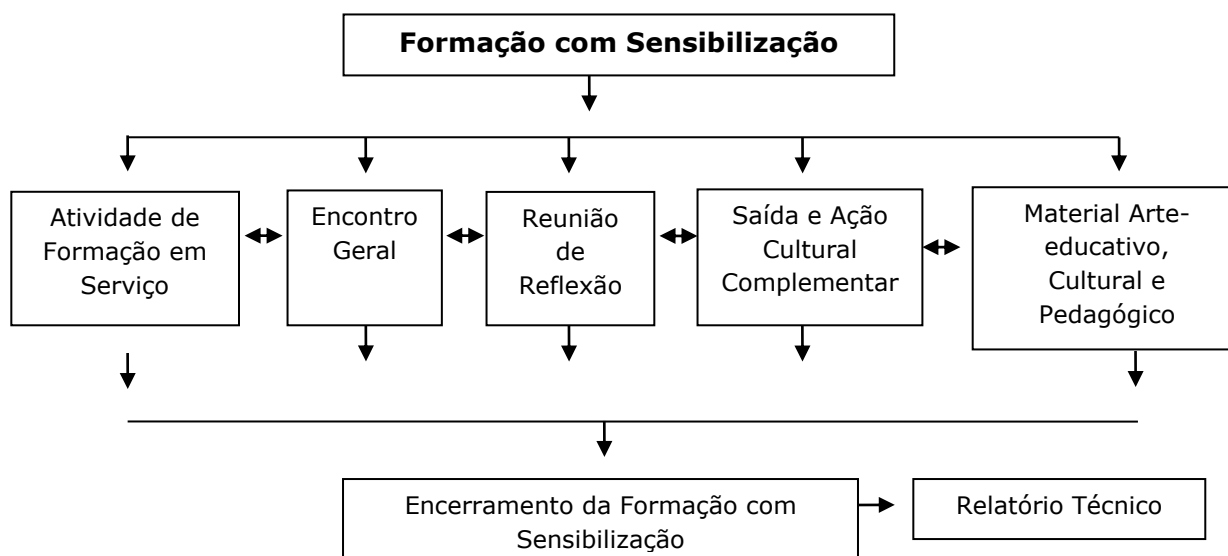 Formação com Sensibilização
Atividade de
Formação em
Serviço
Encontro
Geral
Reunião
de
Reflexão
Saída e Ação
Cultural
Complementar
Material Arte-
educativo,
Cultural e
Pedagógico
Encerramento da Formação com
Sensibilização
Relatório Técnico